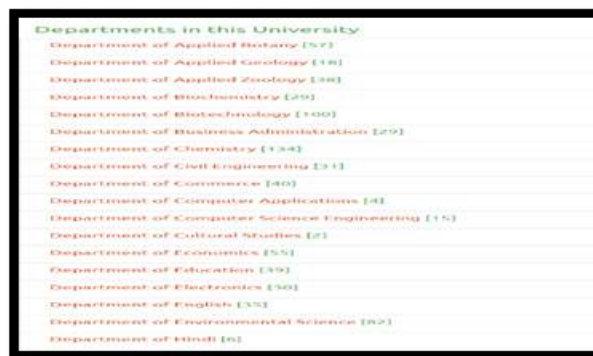 Departments in this University
Department of Applied Botany [57]
Department of Applied Geology [18]
Department of Applied Zoology [38]
Department of Biochemistry [29]
Department of Biotechnology [100]
Department of Business Administration [29]
Department of Chemistry [134]
Department of Civil Engineering [31]
Department of Commerce [40]
Department of Computer Applications [4]
Department of Computer Science Engineering [15]
Department of Cultural Studies [2]
Department of Economics [55]
Department of Education [39]
Department of Electronics [30]
Department of English [35]
Department of Environmental Science [82]
Department of Hindi [6]